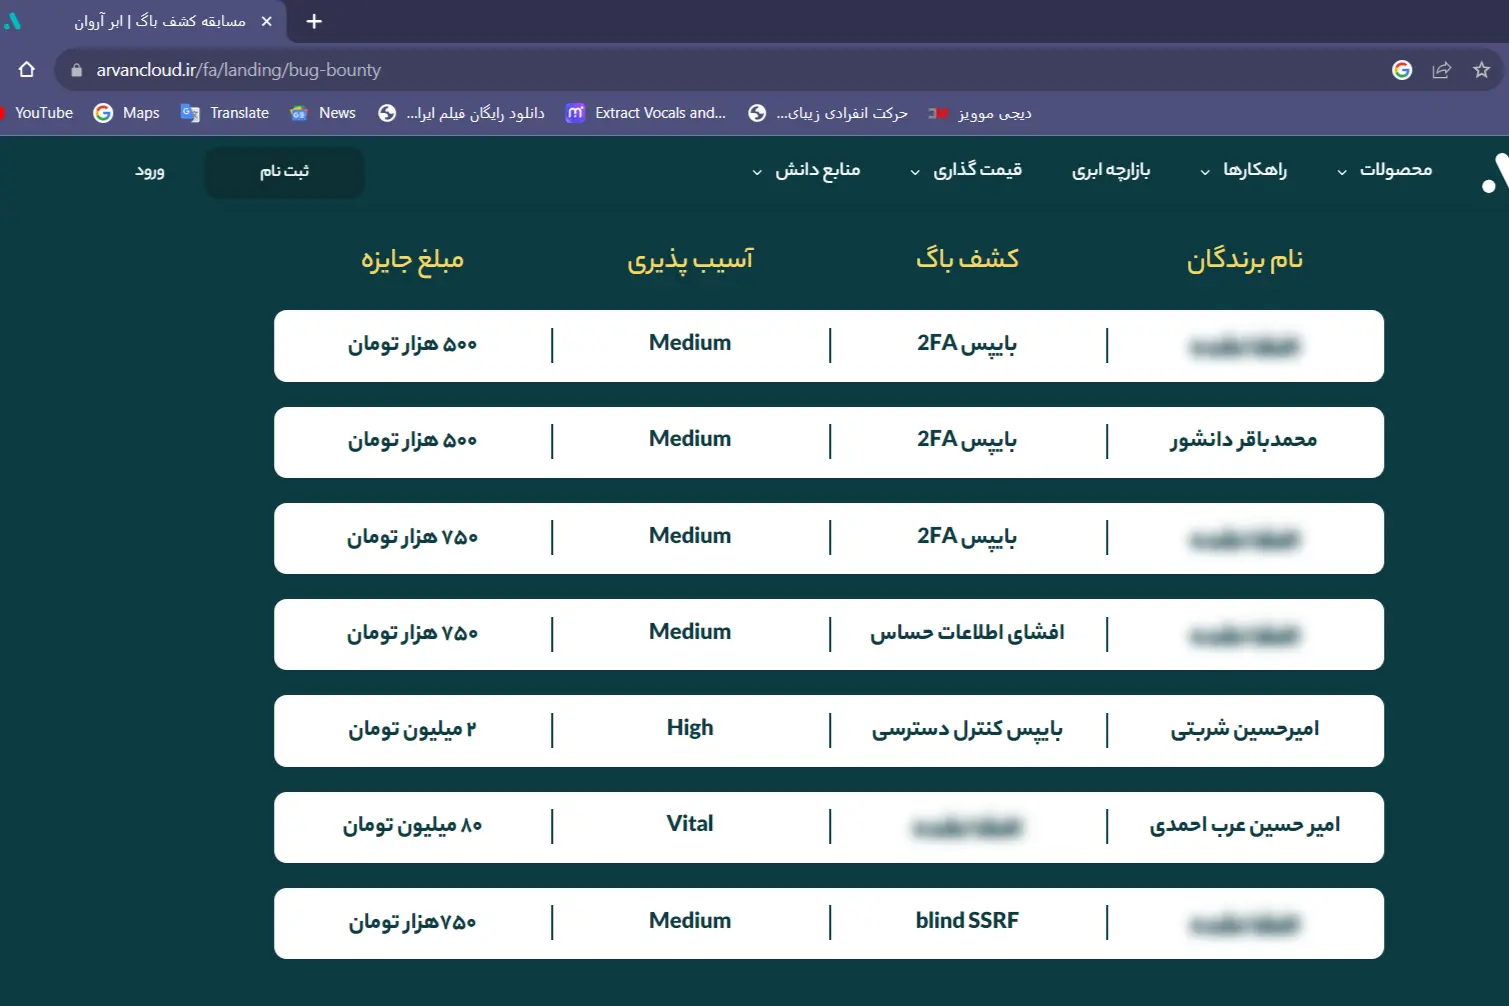 مسابقه کشف باگ | ابر آروان
arvancloud.ir/fa/landing/bug-bounty
YouTube Maps Translate News دانلود رایگان فیلم ایرا... Extract Vocals and... حرکت انفرادی زیبای... دیجی موویز
محصولات راهکارها بازارچه ابری قیمت گذاری منابع دانش ثبت نام ورود
نام برندگان کشف باگ آسیب پذیری مبلغ جایزه
بایپس 2FA Medium ۵۰۰ هزار تومان
محمدباقر دانشور بایپس 2FA Medium ۵۰۰ هزار تومان
بایپس 2FA Medium ۷۵۰ هزار تومان
افشای اطلاعات حساس Medium ۷۵۰ هزار تومان
امیرحسین شربتی بایپس کنترل دسترسی High ۲ میلیون تومان
امیر حسین عرب احمدی Vital ۸۰ میلیون تومان
blind SSRF Medium ۷۵۰هزار تومان